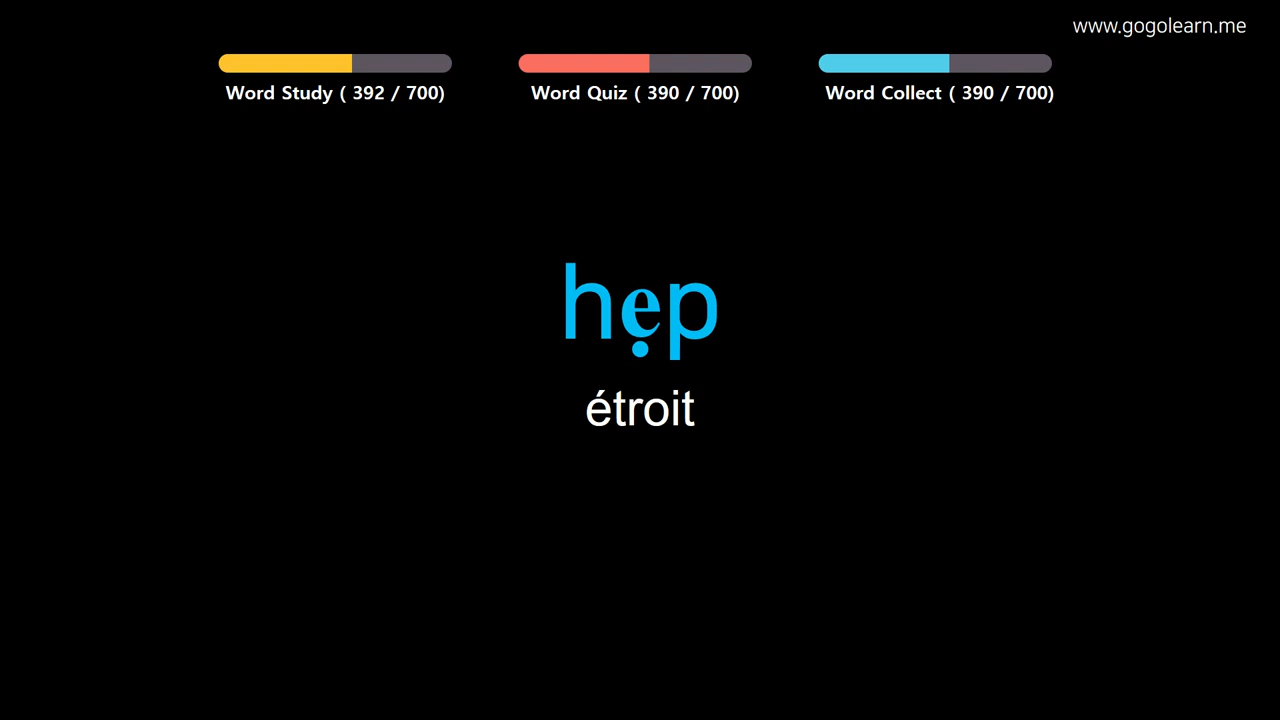 www.gogolearn.me
Word Study ( 392 / 700)
Word Quiz ( 390 / 700)
Word Collect ( 390 / 700)
hẹp
étroit